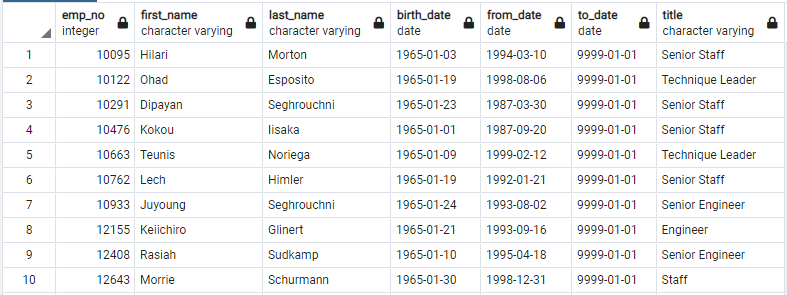 emp_no first_name last_name birth_date from_date to_date title
integer character varying character varying date date date character varying
1 10095 Hilari Morton 1965-01-03 1994-03-10 9999-01-01 Senior Staff
2 10122 Ohad Esposito 1965-01-19 1998-08-06 9999-01-01 Technique Leader
3 10291 Dipayan Seghrouchni 1965-01-23 1987-03-30 9999-01-01 Senior Staff
4 10476 Kokou Iisaka 1965-01-01 1987-09-20 9999-01-01 Senior Staff
5 10663 Teunis Noriega 1965-01-09 1999-02-12 9999-01-01 Technique Leader
6 10762 Lech Himler 1965-01-19 1992-01-21 9999-01-01 Senior Staff
7 10933 Juyoung Seghrouchni 1965-01-24 1993-08-02 9999-01-01 Senior Engineer
8 12155 Keiichiro Glinert 1965-01-21 1993-09-16 9999-01-01 Engineer
9 12408 Rasiah Sudkamp 1965-01-10 1995-04-18 9999-01-01 Senior Engineer
10 12643 Morrie Schurmann 1965-01-30 1998-12-31 9999-01-01 Staff